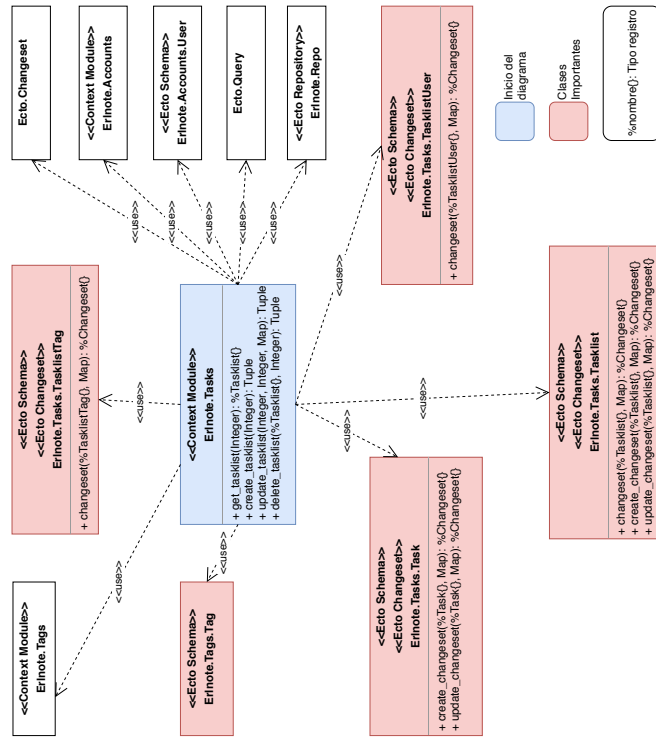 Ecto.Changeset
<<Context Module>>
Erlnote.Accounts
<<Ecto Schema>>
Erlnote.Accounts.User
Ecto.Query
<<Ecto Repository>>
Erlnote.Repo
<<use>>
<<use>>
<<use>>
<<use>>
<<use>>
<<Ecto Schema>>
<<Ecto Changeset>>
Erlnote.Tasks.TasklistUser
+ changeset(%TasklistUser{}, Map): %Changeset{}
Inicio del
diagrama
Clases
Importantes
%nombre{}: Tipo registro
<<Ecto Schema>>
<<Ecto Changeset>>
Erlnote.Tasks.TasklistTag
+ changeset(%TasklistTag{}, Map): %Changeset{}
<<use>>
<<Context Module>>
Erlnote.Tasks
+ get_tasklist(Integer): %Tasklist{}
+ create_tasklist(Integer): Tuple
+ update_tasklist(Integer, Integer, Map): Tuple
+ delete_tasklist(%Tasklist{}, Integer): Tuple
<<use>>
<<use>>
<<use>>
<<Ecto Schema>>
<<Ecto Changeset>>
Erlnote.Tasks.Tasklist
+ changeset(%Tasklist{}, Map): %Changeset{}
+ create_changeset(%Tasklist{}, Map): %Changeset{}
+ update_changeset(%Tasklist{}, Map): %Changeset{}
<<Context Module>>
Erlnote.Tags
<<use>>
<<Ecto Schema>>
Erlnote.Tags.Tag
<<use>>
<<Ecto Schema>>
<<Ecto Changeset>>
Erlnote.Tasks.Task
+ create_changeset(%Task{}, Map): %Changeset{}
+ update_changeset(%Task{}, Map): %Changeset{}